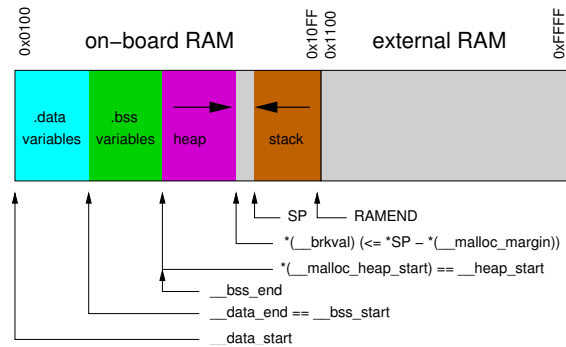 0x0100
on−board RAM
0x10FF
0x1100
external RAM
0xFFFF
.data
variables
.bss
variables
heap
stack
SP
RAMEND
*(__brkval) (<= *SP − *(__malloc_margin))
*(__malloc_heap_start) == __heap_start
__bss_end
__data_end == __bss_start
__data_start